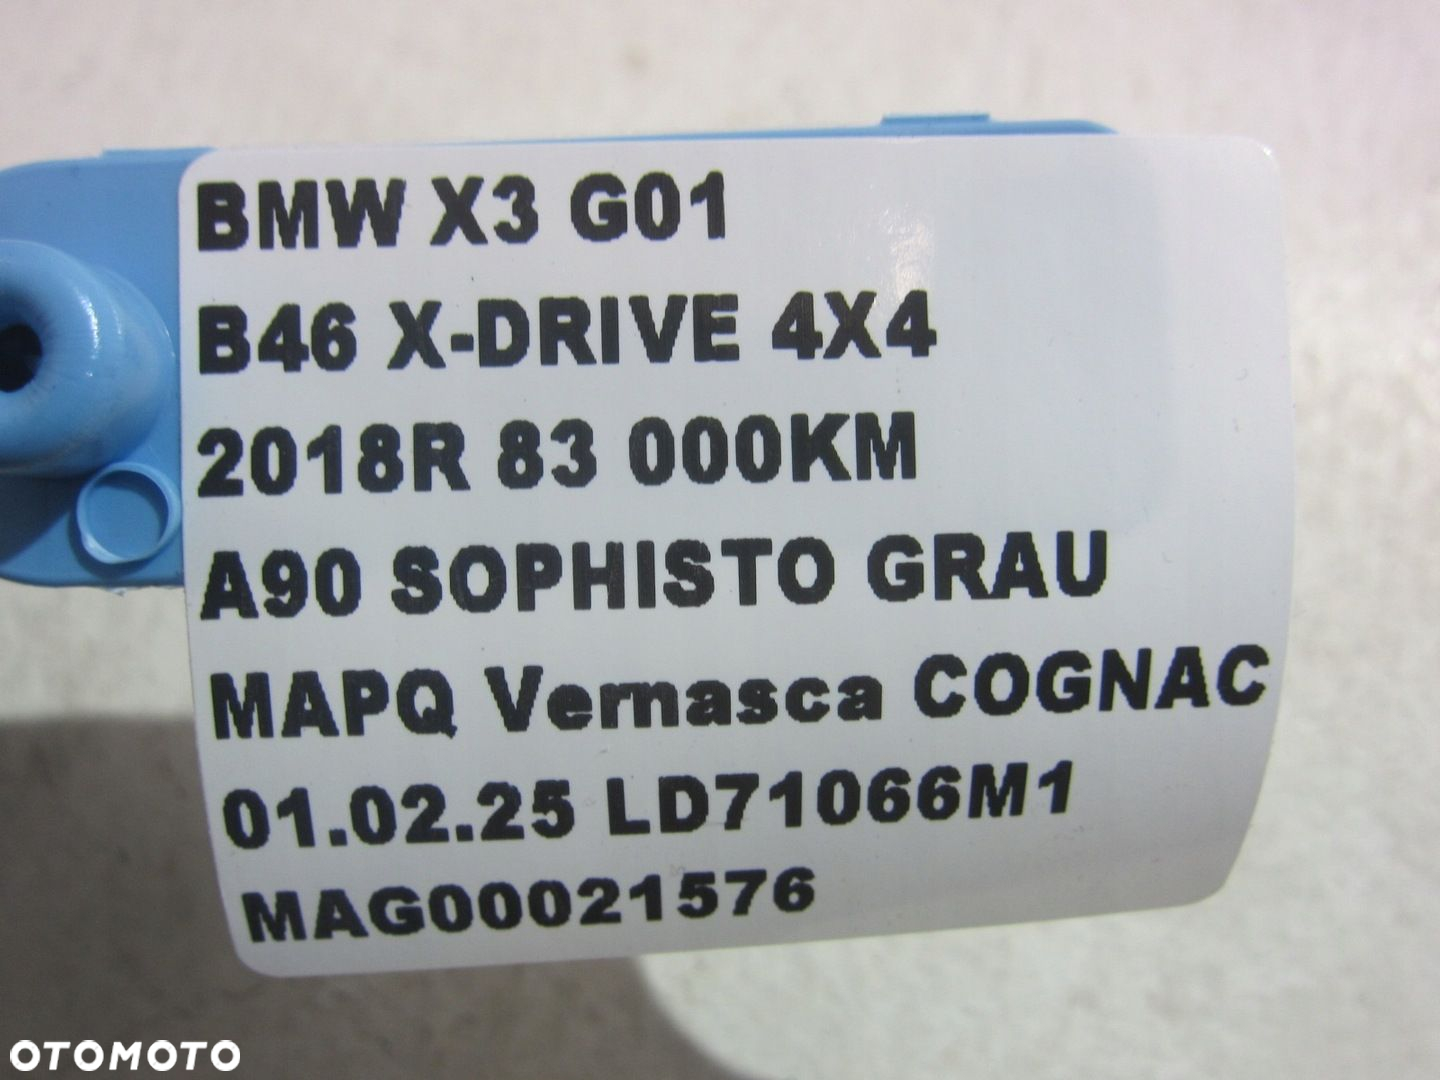 BMW X3 G01
B46 X-DRIVE 4X4
2018R 83 000KM
A90 SOPHISTO GRAU
MAPQ Vernasca COGNAC
01.02.25 LD71066M1
MAG00021576
OTOMOTO